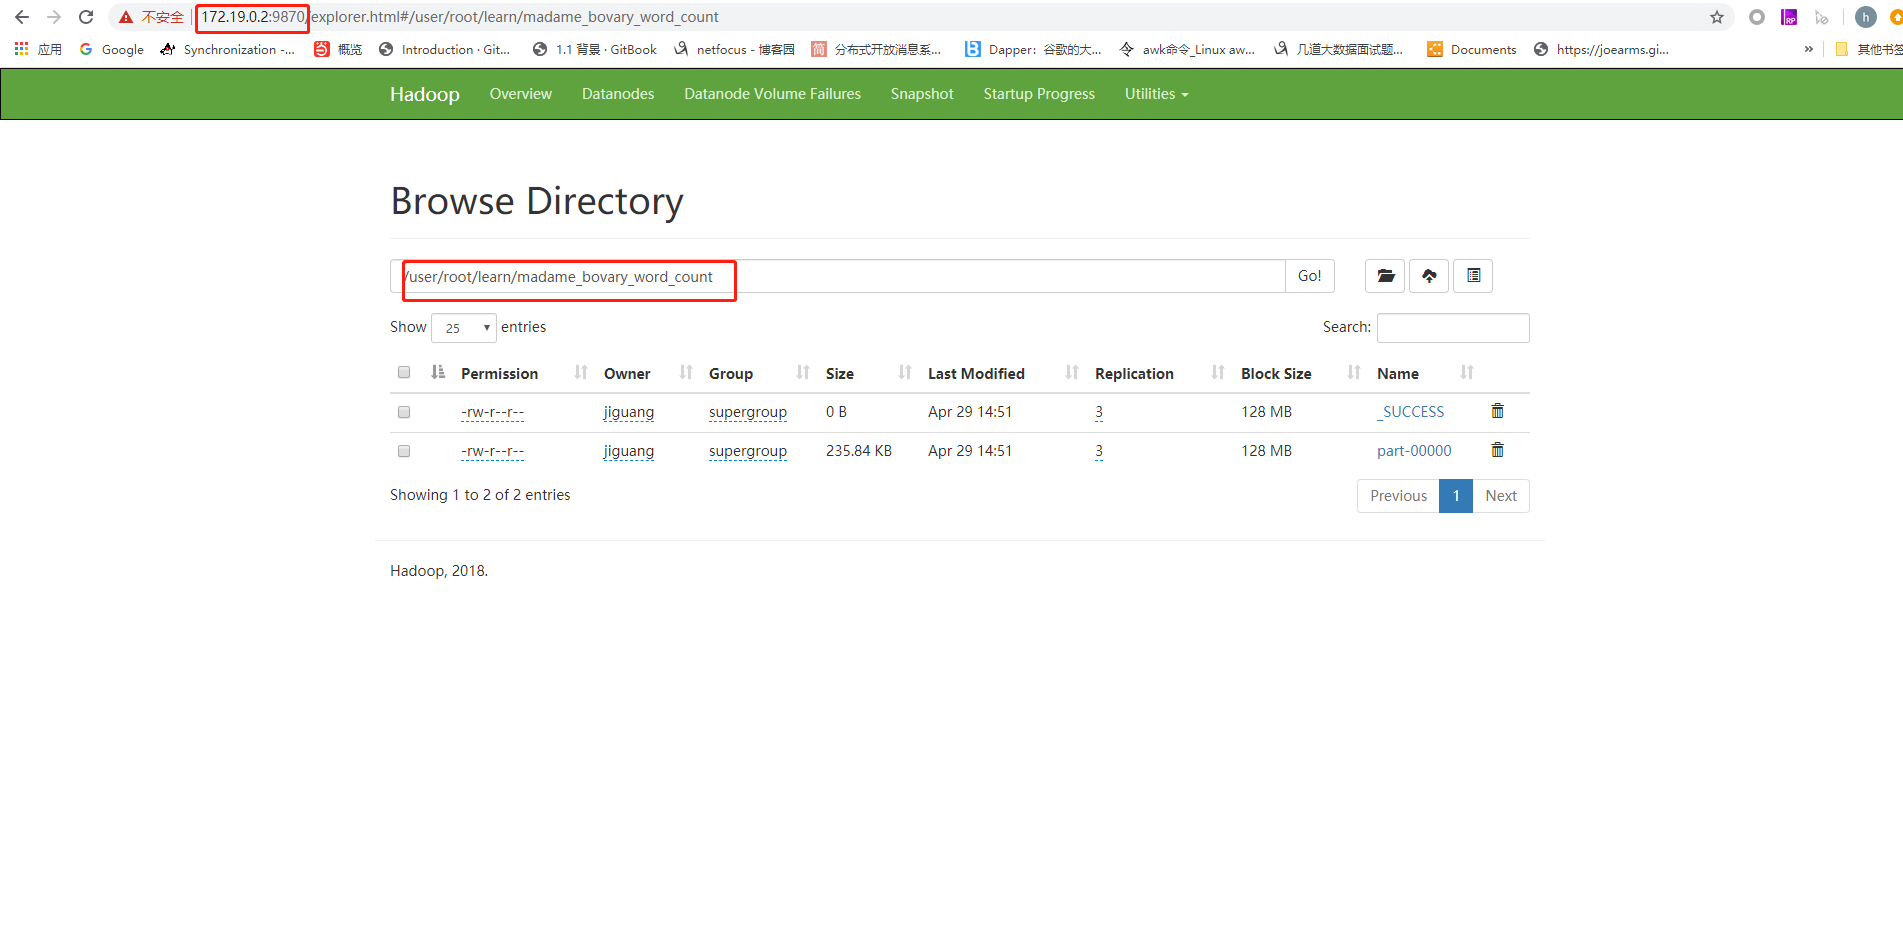 不安全 172.19.0.2:9870/explorer.html#/user/root/learn/madame_bovary_word_count h
应用 Google Synchronization -... 概览 Introduction · Git... 1.1 背景 · GitBook netfocus - 博客园 简 分布式开放消息系... Dapper：谷歌的大... 令 awk命令_Linux aw... 几道大数据面试题... Documents https://joearms.gi... » 其他书签
Hadoop Overview Datanodes Datanode Volume Failures Snapshot Startup Progress Utilities
Browse Directory
/user/root/learn/madame_bovary_word_count Go!
Show 25 entries Search:
Permission Owner Group Size Last Modified Replication Block Size Name
-rw-r--r-- jiguang supergroup 0 B Apr 29 14:51 3 128 MB _SUCCESS
-rw-r--r-- jiguang supergroup 235.84 KB Apr 29 14:51 3 128 MB part-00000
Showing 1 to 2 of 2 entries Previous 1 Next
Hadoop, 2018.